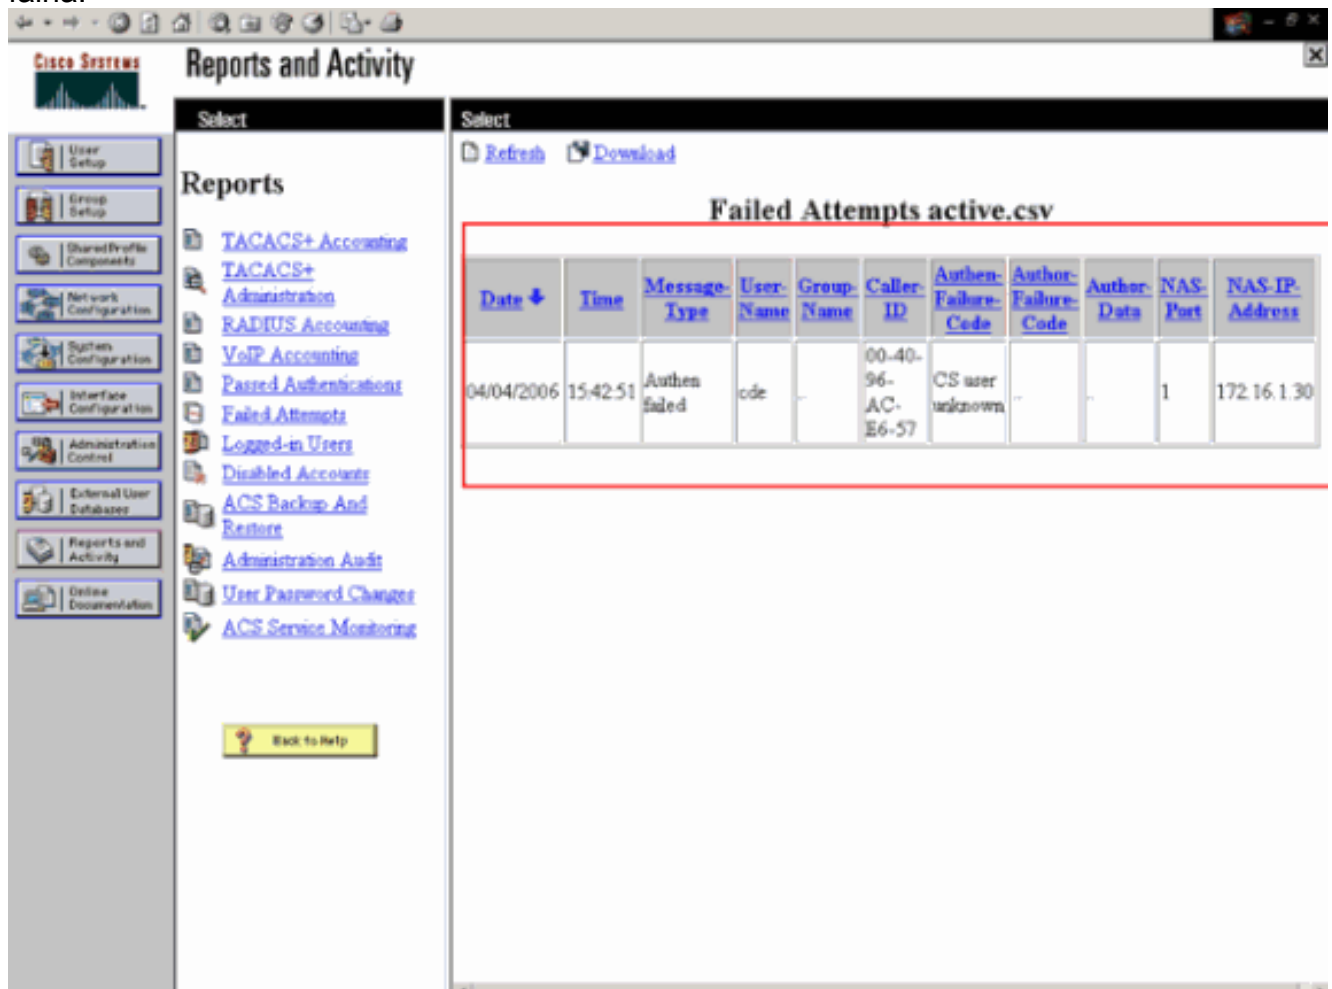 Cisco Systems
Reports and Activity
Select
Select
User
Setup
Group
Setup
Shared Profile
Components
Network
Configuration
System
Configuration
Interface
Configuration
Administration
Control
External User
Databases
Reports and
Activity
Online
Documentation
Reports
TACACS+ Accounting
TACACS+
Administration
RADIUS Accounting
VoIP Accounting
Passed Authentications
Failed Attempts
Logged-in Users
Disabled Accounts
ACS Backup And
Restore
Administration Audit
User Password Changes
ACS Service Monitoring
Back to Help
Refresh Download
Failed Attempts active.csv
Date Time Message-Type User-Name Group-Name Caller-ID Authen-Failure-Code Author-Failure-Code Author-Data NAS-Port NAS-IP-Address
04/04/2006 15:42:51 Authen failed cde .. 00-40-96-AC-E6-57 CS user unknown .. .. 1 172.16.1.30